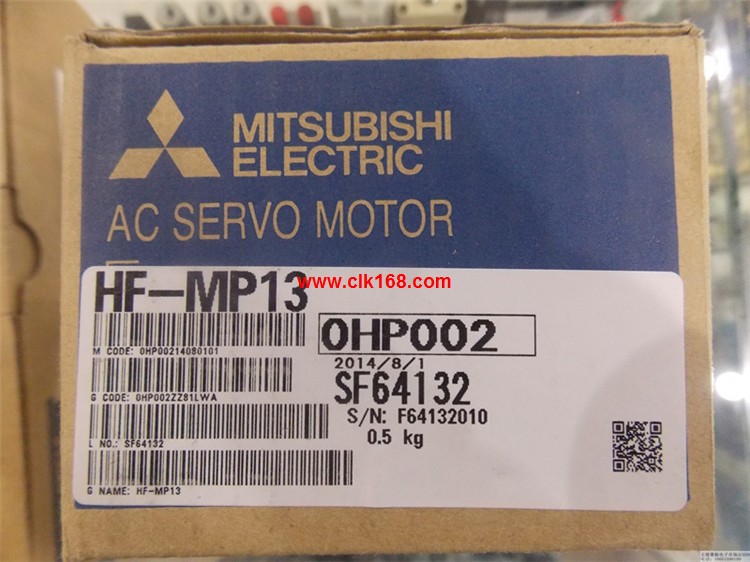 MITSUBISHI
ELECTRIC
AC SERVO MOTOR
www.clk168.com
HF-MP13
0HP002
M CODE: 0HP00214080101
2014/8/1
SF64132
G CODE: 0HP002ZZ81LWA
S/N: F64132010
0.5 kg
L NO.: SF64132
G NAME: HF-MP13